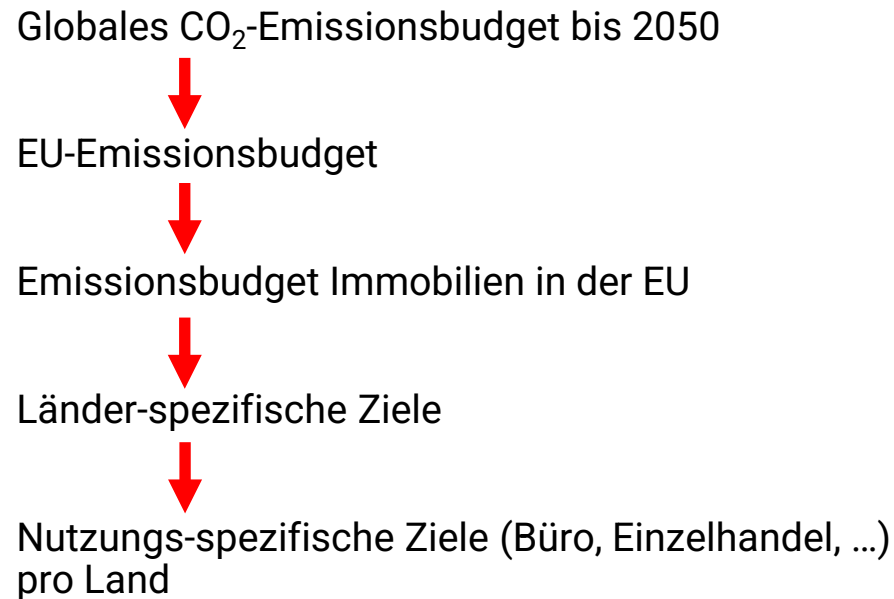 Globales CO₂-Emissionsbudget bis 2050
EU-Emissionsbudget
Emissionsbudget Immobilien in der EU
Länder-spezifische Ziele
Nutzungs-spezifische Ziele (Büro, Einzelhandel, …)
pro Land